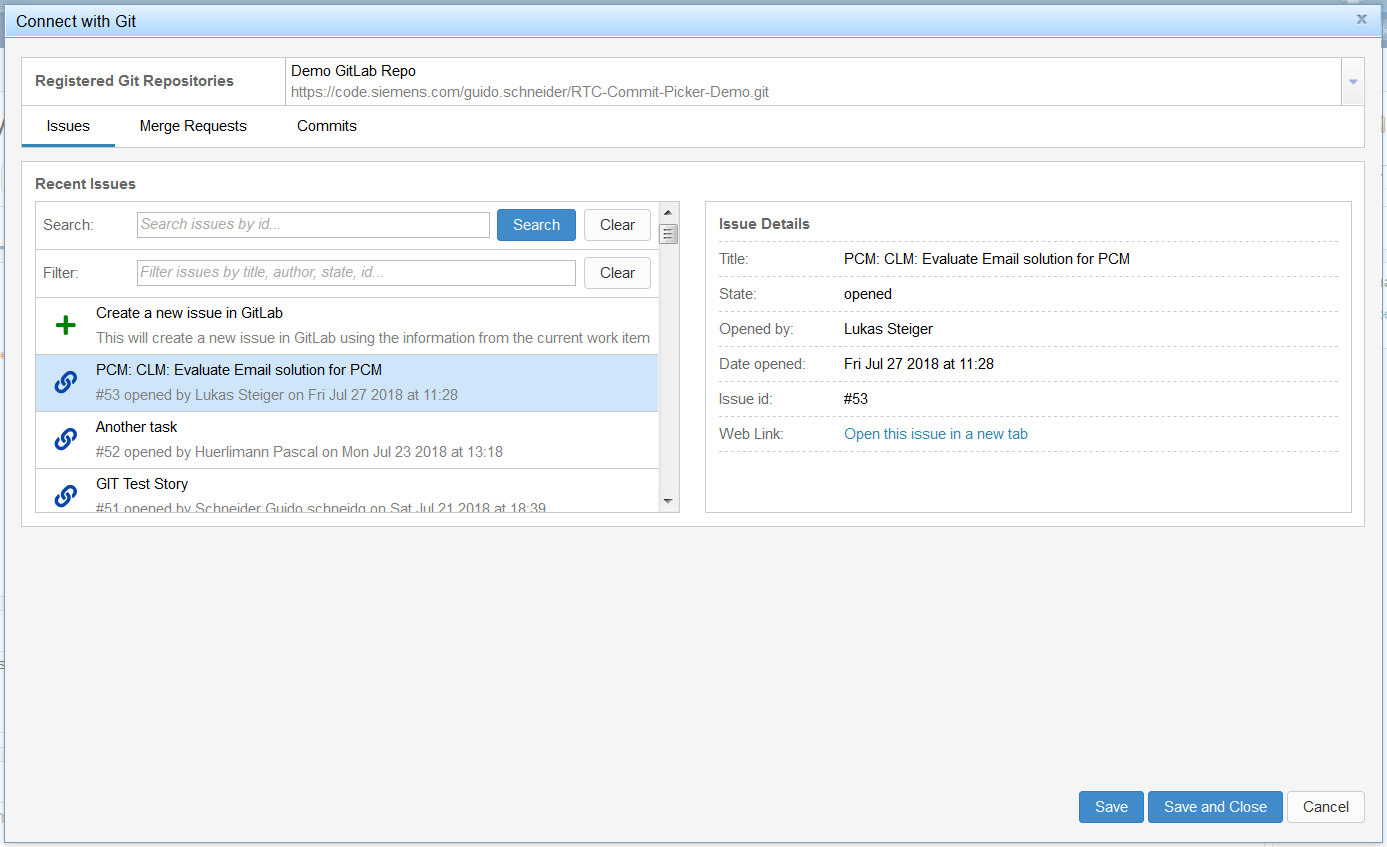 Connect with Git
x
Registered Git Repositories
Demo GitLab Repo
https://code.siemens.com/guido.schneider/RTC-Commit-Picker-Demo.git
Issues Merge Requests Commits
Recent Issues
Search: Search issues by id... Search Clear
Filter: Filter issues by title, author, state, id... Clear
Create a new issue in GitLab
This will create a new issue in GitLab using the information from the current work item
PCM: CLM: Evaluate Email solution for PCM
#53 opened by Lukas Steiger on Fri Jul 27 2018 at 11:28
Another task
#52 opened by Huerlimann Pascal on Mon Jul 23 2018 at 13:18
GIT Test Story
#51 opened by Schneider Guido schneidg on Sat Jul 21 2018 at 18:39
Issue Details
Title: PCM: CLM: Evaluate Email solution for PCM
State: opened
Opened by: Lukas Steiger
Date opened: Fri Jul 27 2018 at 11:28
Issue id: #53
Web Link: Open this issue in a new tab
Save Save and Close Cancel